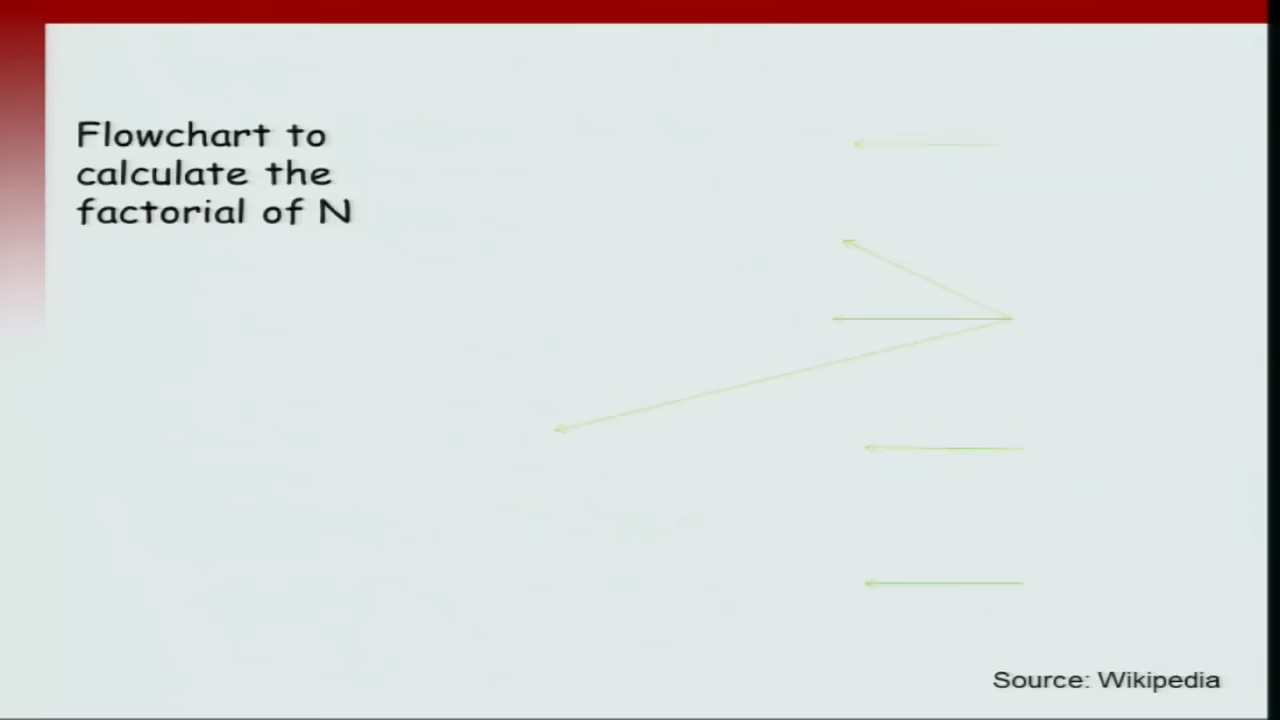 Flowchart to
calculate the
factorial of N
Source: Wikipedia